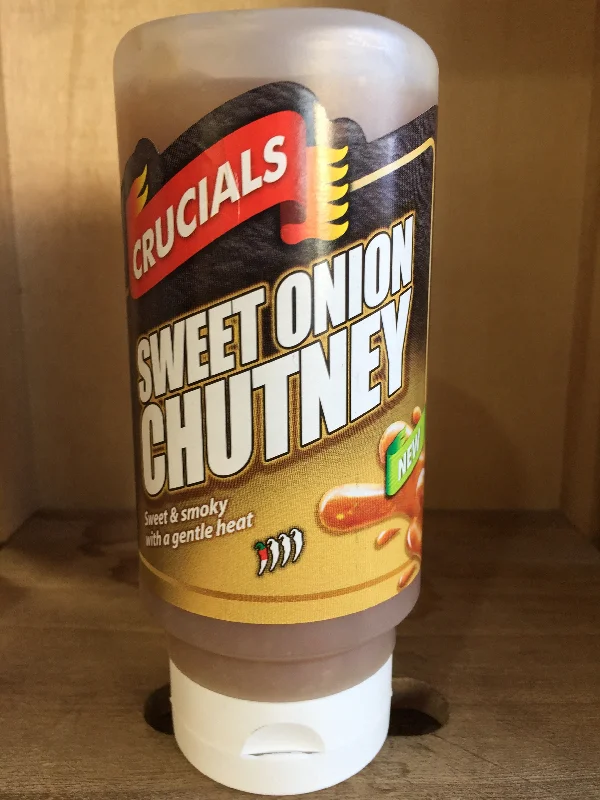 CRUCIALS
SWEET ONION
CHUTNEY
NEW
Sweet & smoky
with a gentle heat